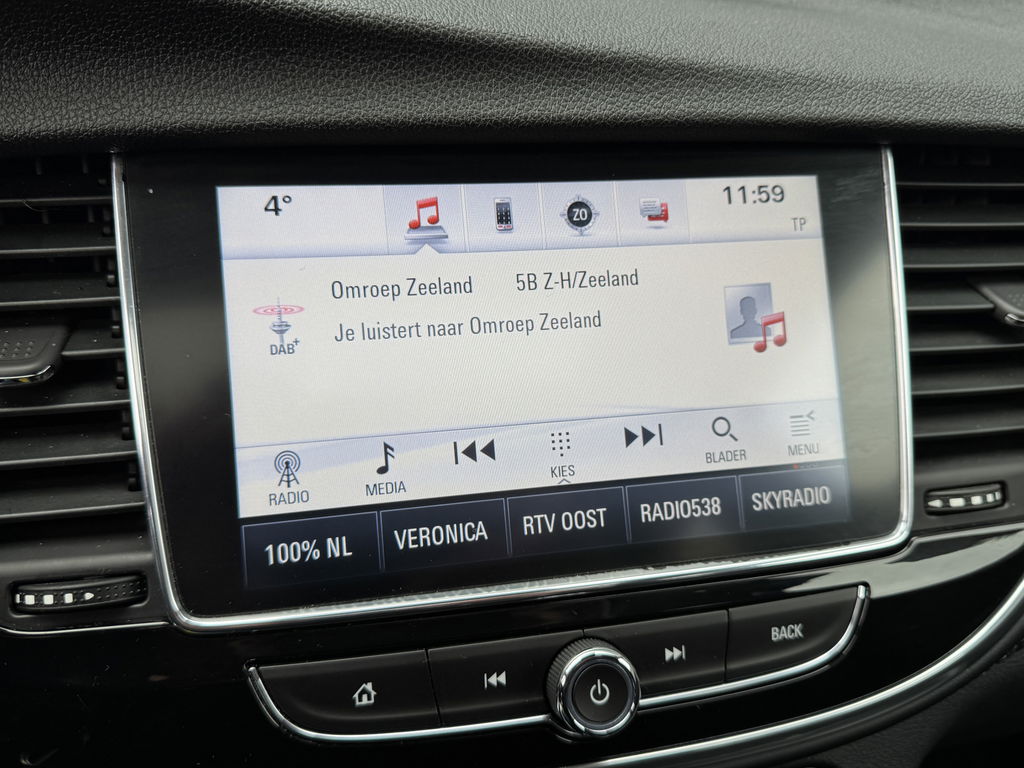 4° ZO 11:59
TP
Omroep Zeeland 5B Z-H/Zeeland
Je luistert naar Omroep Zeeland
DAB+
RADIO MEDIA KIES BLADER MENU
100% NL VERONICA RTV OOST RADIO538 SKYRADIO
BACK